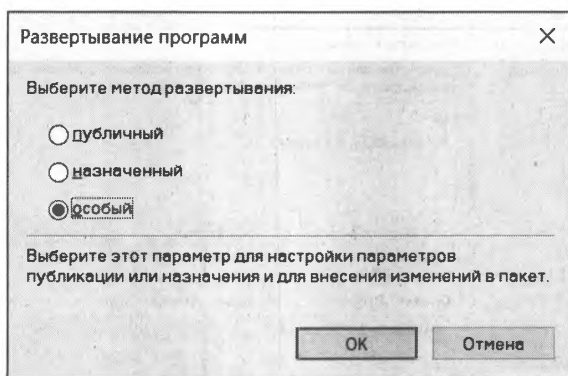 Развертывание программ
Выберите метод развертывания:
публичный
назначенный
особый
Выберите этот параметр для настройки параметров
публикации или назначения и для внесения изменений в пакет.
ОК
Отмена